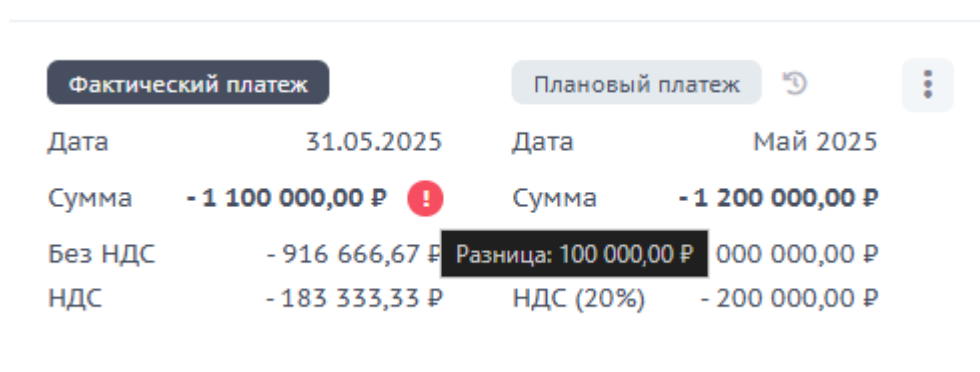 Фактический платеж
Плановый платеж
Дата 31.05.2025
Дата Май 2025
Сумма - 1 100 000,00 ₽ !
Сумма - 1 200 000,00 ₽
Без НДС - 916 666,67 ₽
Разница: 100 000,00 ₽
000 000,00 ₽
НДС - 183 333,33 ₽
НДС (20%) - 200 000,00 ₽